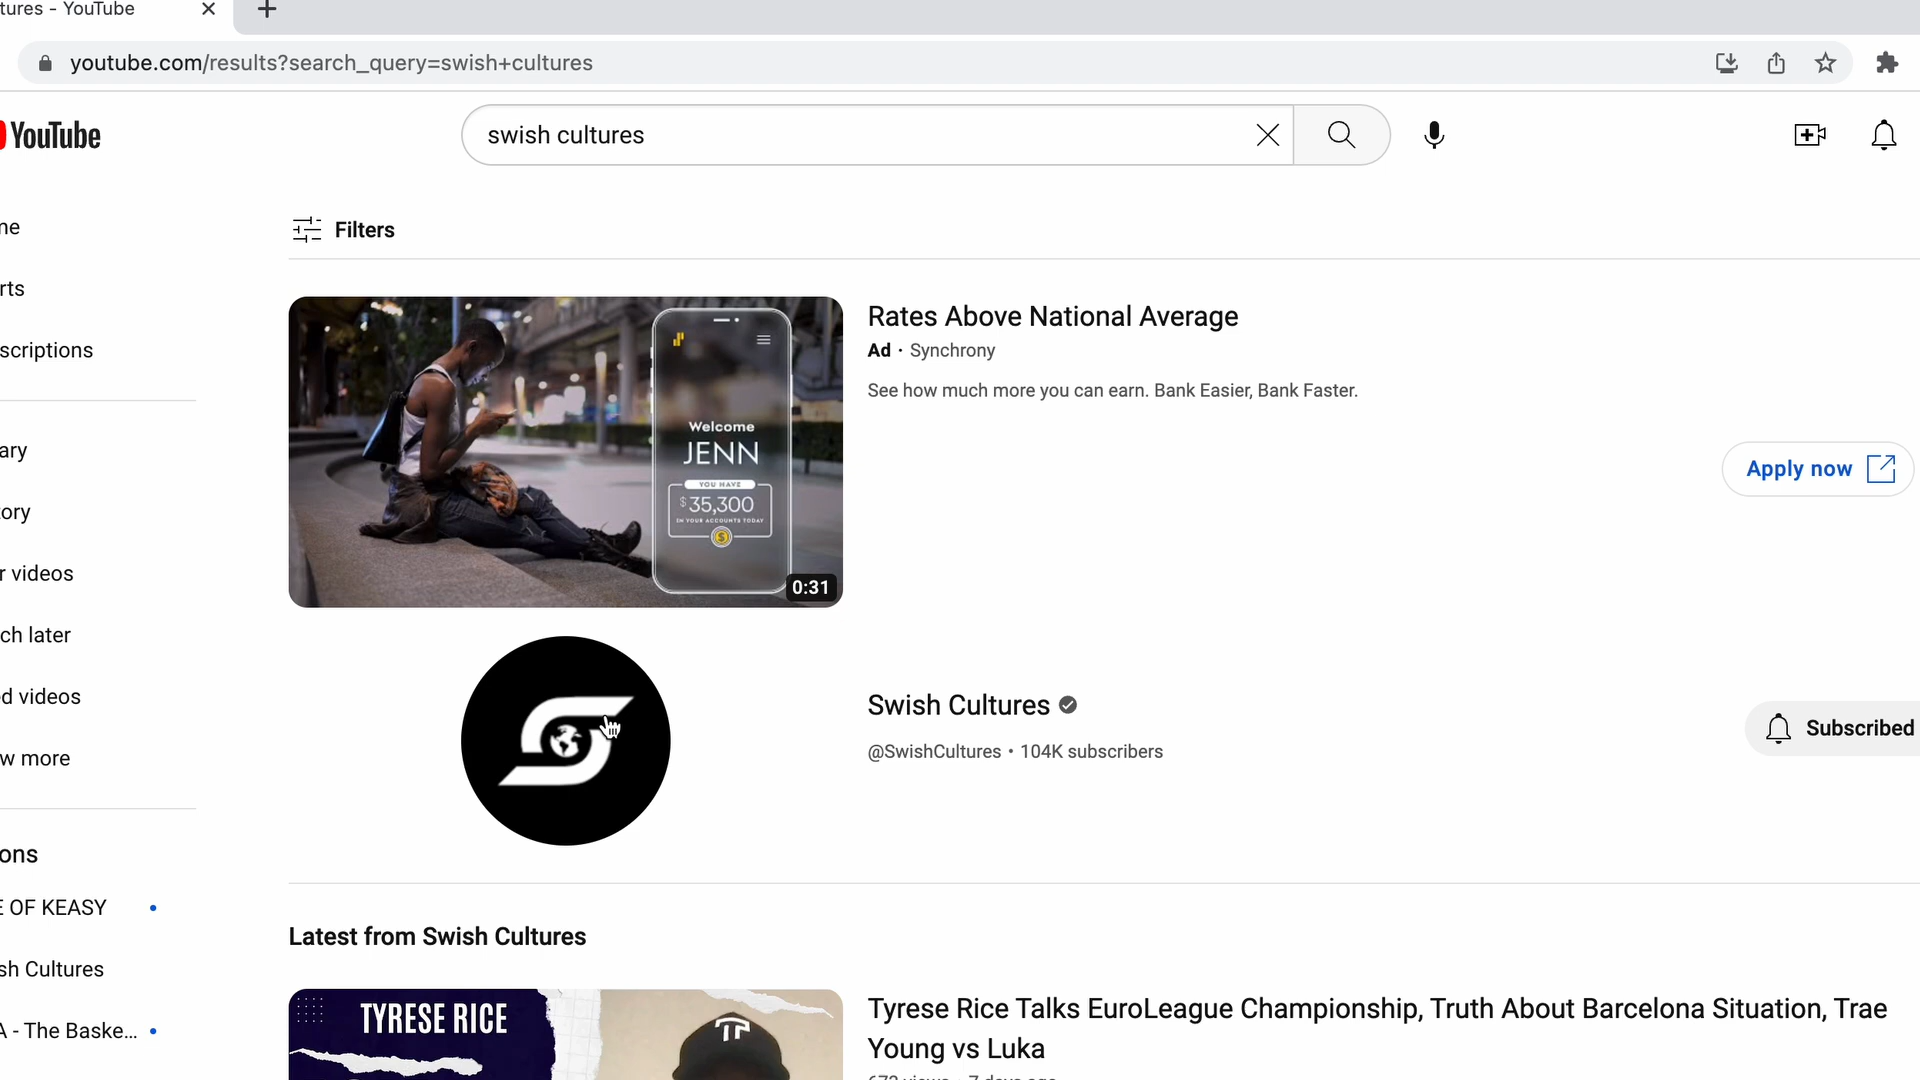 tures - YouTube
youtube.com/results?search_query=swish+cultures
YouTube
swish cultures
me
Filters
rts
Rates Above National Average
Ad · Synchrony
scriptions
See how much more you can earn. Bank Easier, Bank Faster.
Welcome
JENN
YOU HAVE
$35,300
IN YOUR ACCOUNTS TODAY
0:31
Apply now
ary
tory
r videos
ch later
d videos
w more
Swish Cultures
@SwishCultures • 104K subscribers
Subscribed
ons
E OF KEASY
sh Cultures
A - The Baske...
Latest from Swish Cultures
TYRESE RICE
Tyrese Rice Talks EuroLeague Championship, Truth About Barcelona Situation, Trae
Young vs Luka